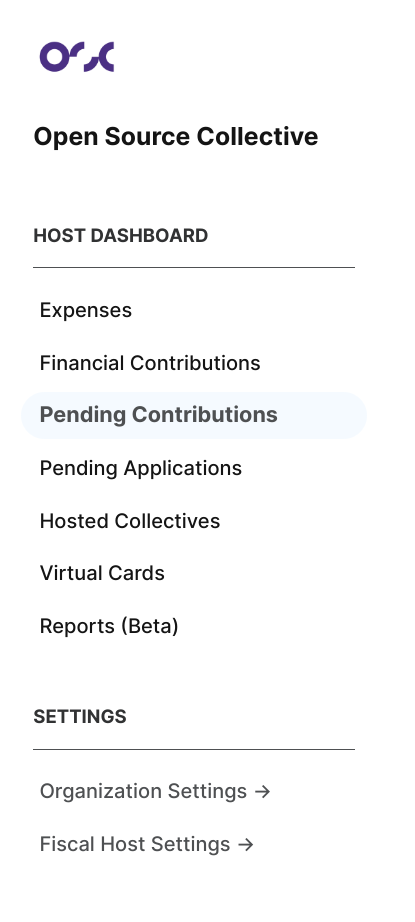 osc
Open Source Collective
HOST DASHBOARD
Expenses
Financial Contributions
Pending Contributions
Pending Applications
Hosted Collectives
Virtual Cards
Reports (Beta)
SETTINGS
Organization Settings →
Fiscal Host Settings →